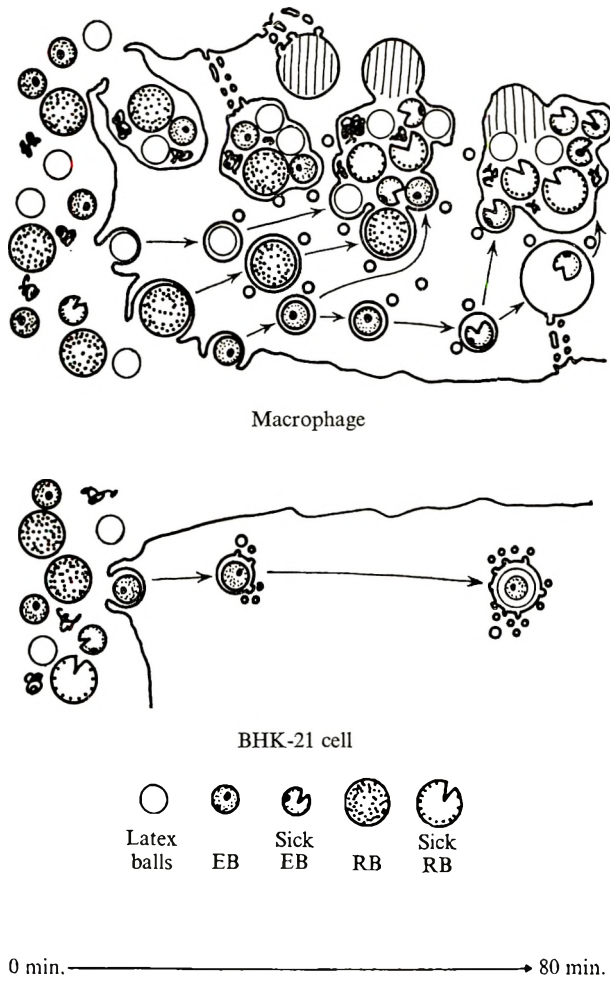 Macrophage
BHK-21 cell
Latex
balls
EB
Sick
EB
RB
Sick
RB
0 min.
80 min.